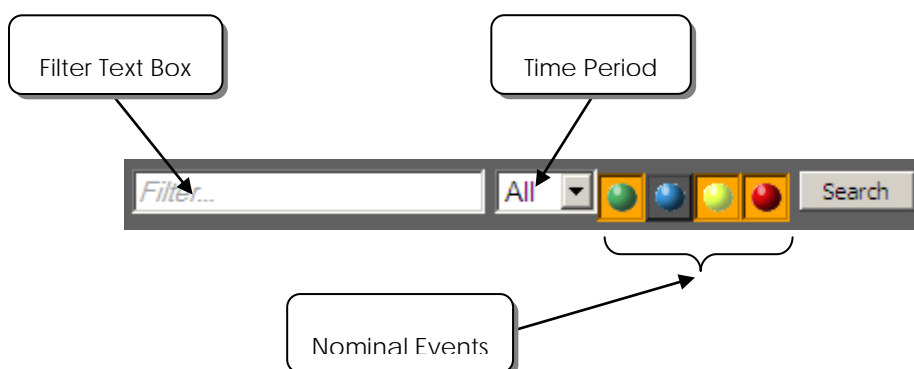 Filter Text Box
Time Period
Filter...
All
Search
Nominal Events